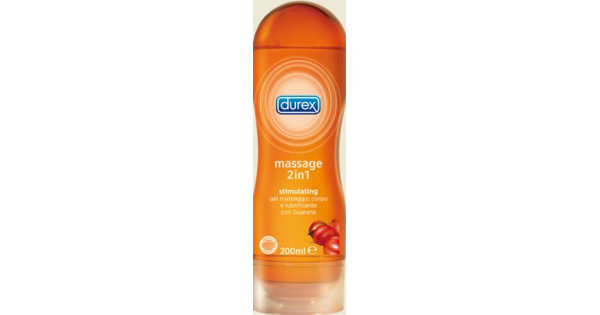 durex
massage
2in1
stimulating
gel massaggio corpo
e lubrificante
con Guarana
200ml ℮